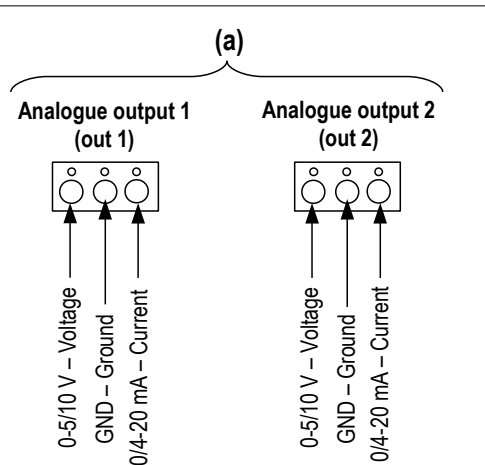 (a)
Analogue output 1
(out 1)
0-5/10 V – Voltage
GND – Ground
0/4-20 mA – Current
Analogue output 2
(out 2)
0-5/10 V – Voltage
GND – Ground
0/4-20 mA – Current